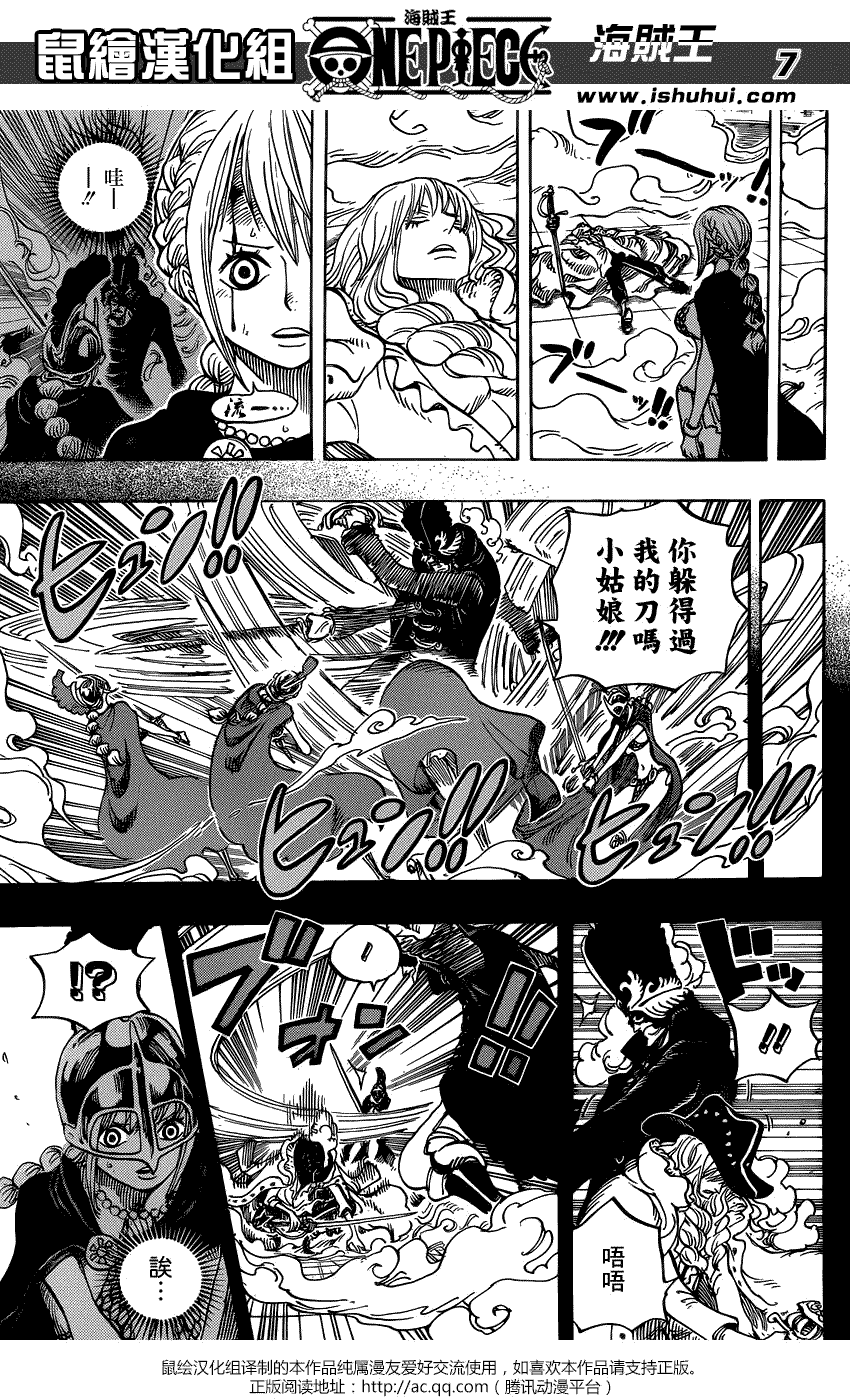 鼠繪漢化組
海賊王
ONE PIECE
海賊王
7
www.ishuhui.com
ブーッ!!
ブーッ!!
哇ー
ー!!
流一…
你躲得過
我的刀嗎
小姑娘!!!
ヒュン!!
ヒュン!!
ヒュン!!
ドッ
!!
唔
唔
!!
ブォン
!?
誒…
鼠绘汉化组译制的本作品纯属漫友爱好交流使用，如喜欢本作品请支持正版。
正版阅读地址：http://ac.qq.com（腾讯动漫平台）